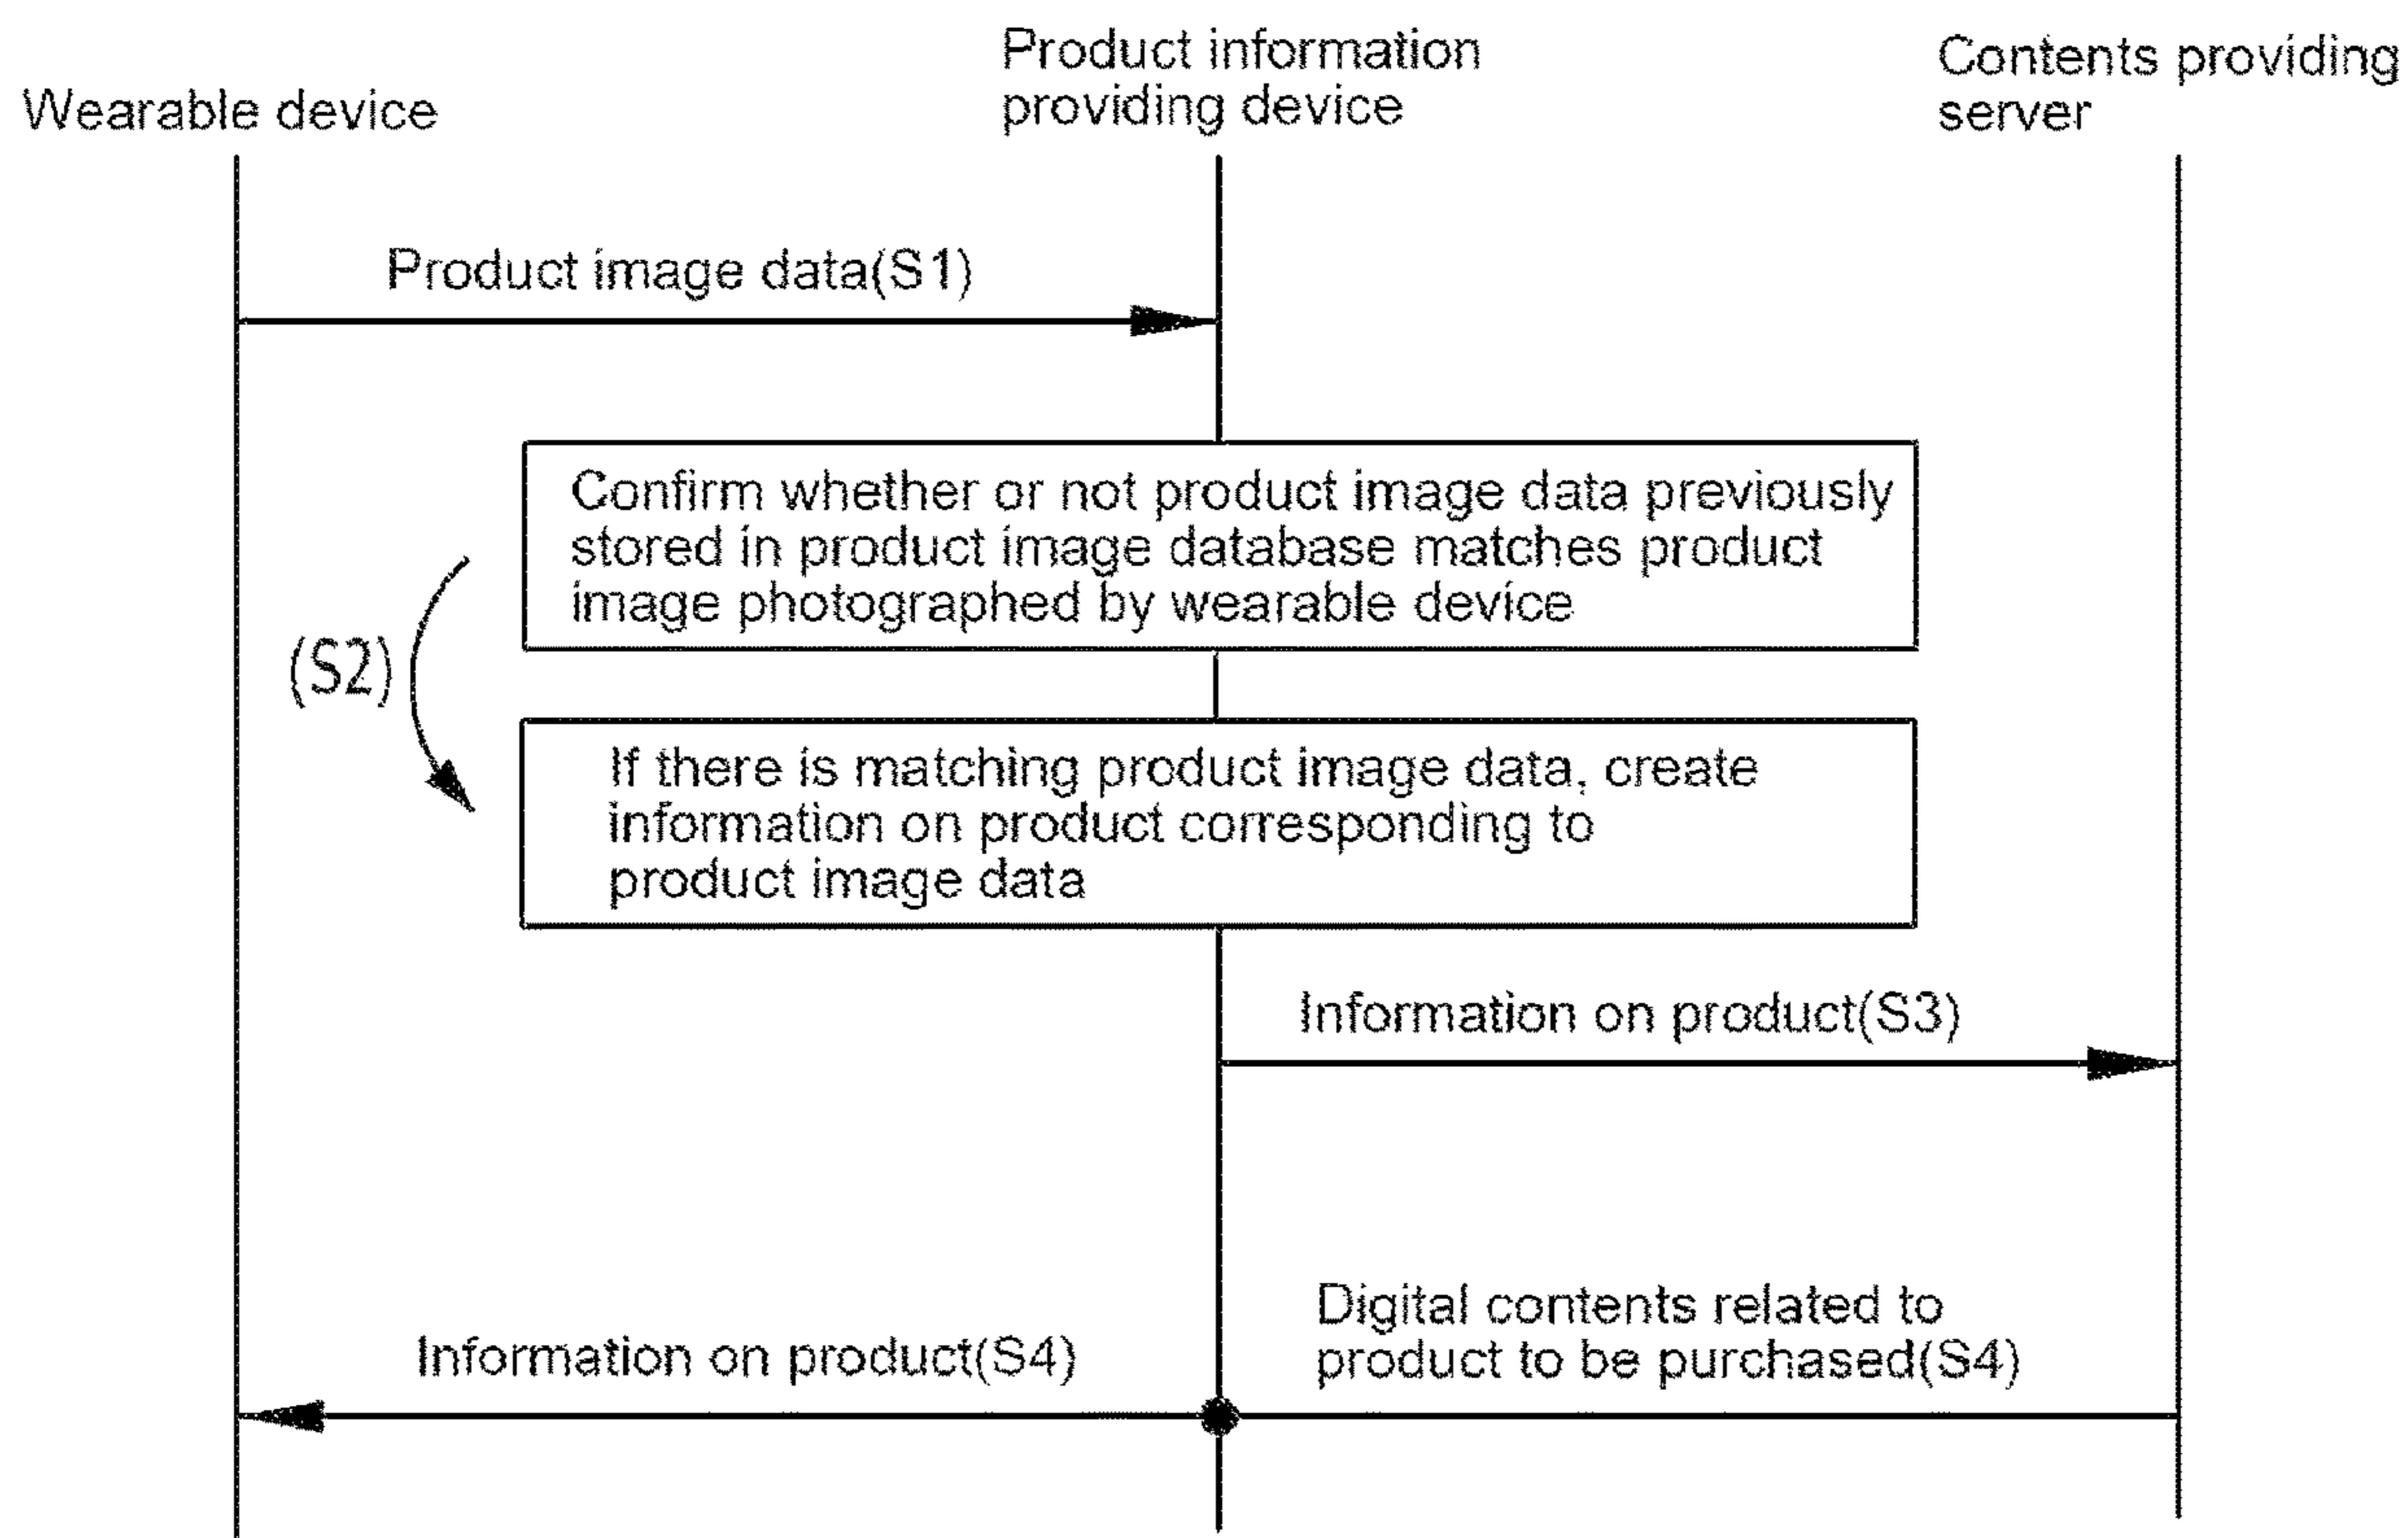 Wearable device
Product information
providing device
Contents providing
server
Product image data(S1)
Confirm whether or not product image data previously
stored in product image database matches product
image photographed by wearable device
(S2)
If there is matching product image data, create
information on product corresponding to
product image data
Information on product(S3)
Digital contents related to
product to be purchased(S4)
Information on product(S4)